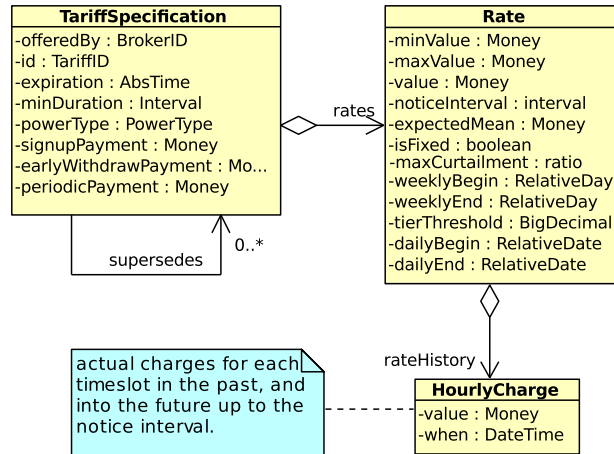 TariffSpecification
-offeredBy : BrokerID
-id : TariffID
-expiration : AbsTime
-minDuration : Interval
-powerType : PowerType
-signupPayment : Money
-earlyWithdrawPayment : Mo...
-periodicPayment : Money
rates
supersedes
0..*
Rate
-minValue : Money
-maxValue : Money
-value : Money
-noticeInterval : interval
-expectedMean : Money
-isFixed : boolean
-maxCurtailment : ratio
-weeklyBegin : RelativeDay
-weeklyEnd : RelativeDay
-tierThreshold : BigDecimal
-dailyBegin : RelativeDate
-dailyEnd : RelativeDate
rateHistory
actual charges for each
timeslot in the past, and
into the future up to the
notice interval.
HourlyCharge
-value : Money
-when : DateTime